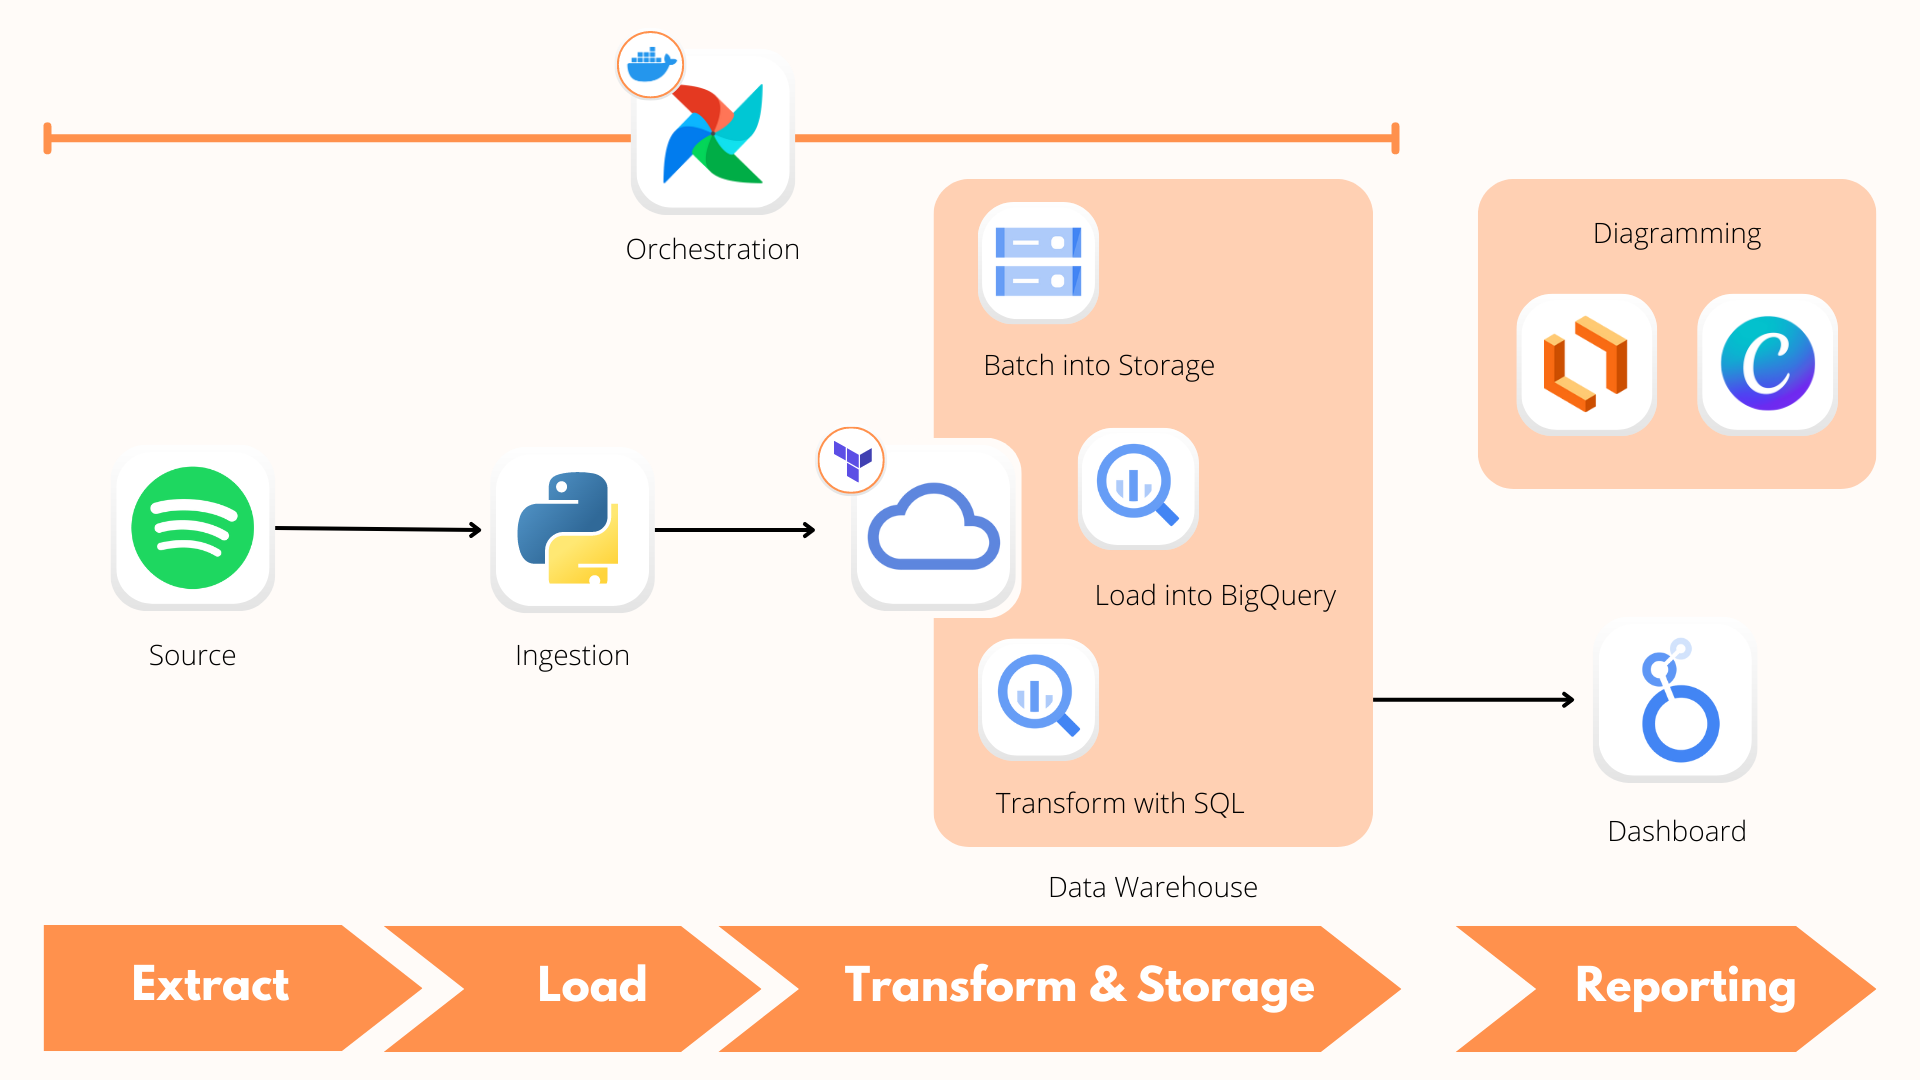 Orchestration
Diagramming
Batch into Storage
Load into BigQuery
Source
Ingestion
Transform with SQL
Dashboard
Data Warehouse
Extract
Load
Transform & Storage
Reporting